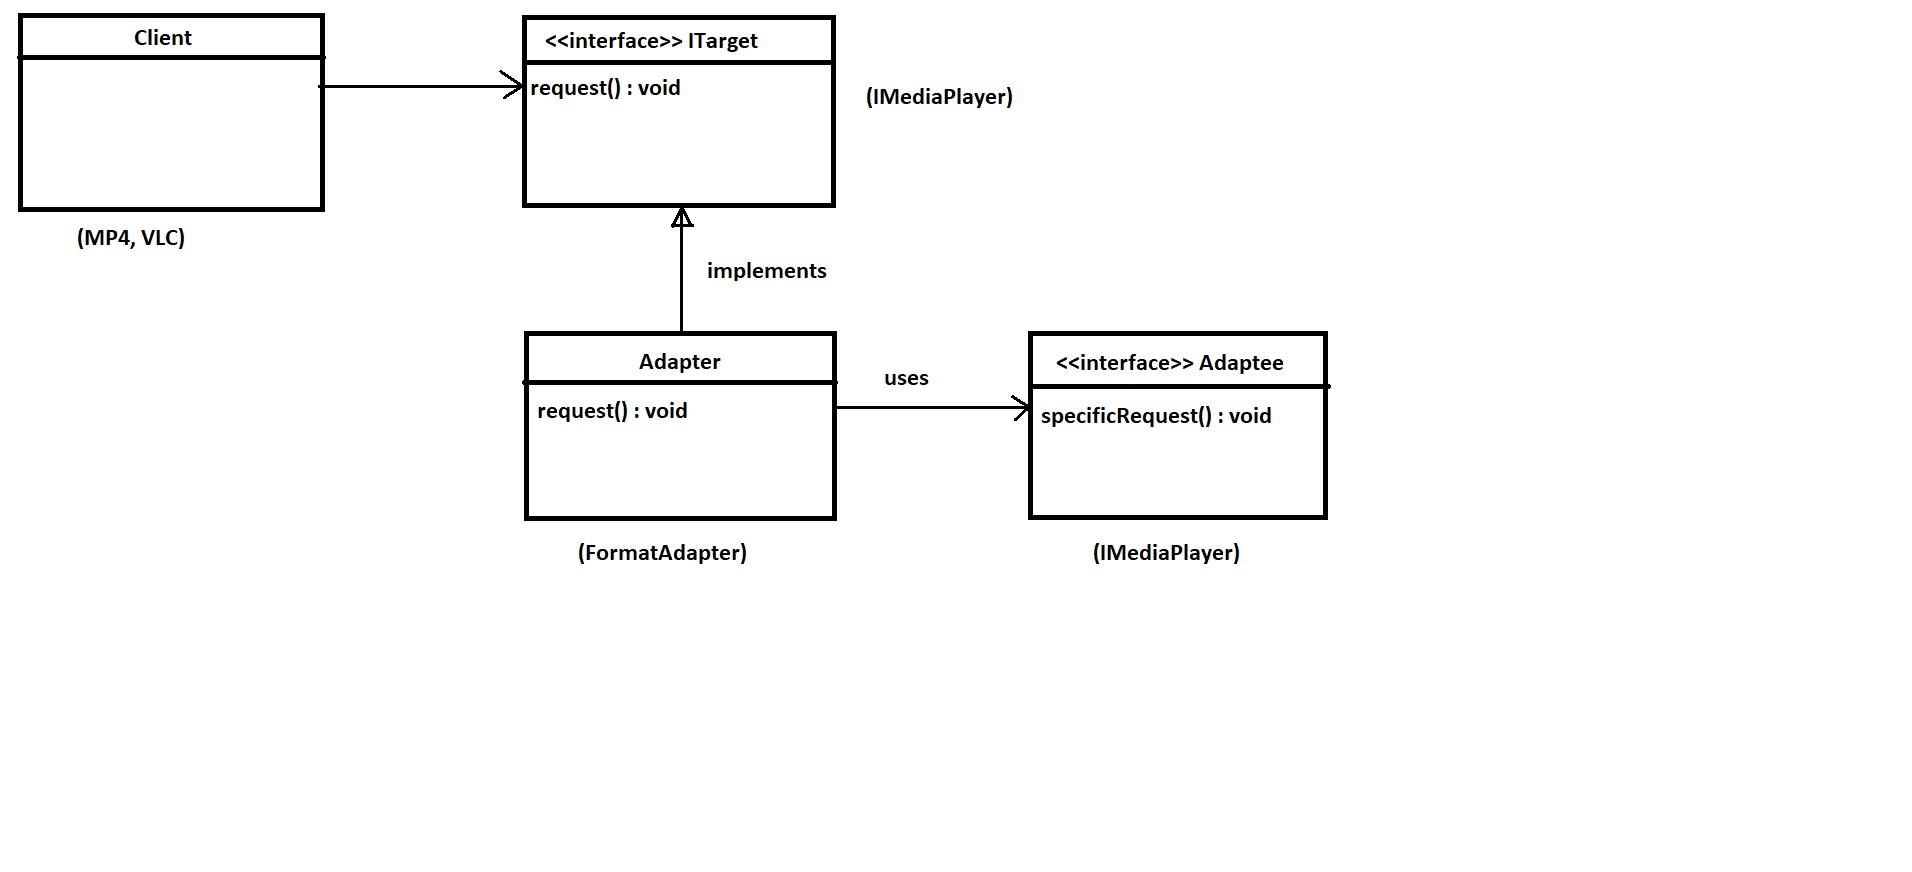 Client
<<interface>> ITarget
request() : void
(IMediaPlayer)
(MP4, VLC)
implements
Adapter
request() : void
uses
<<interface>> Adaptee
specificRequest() : void
(FormatAdapter)
(IMediaPlayer)